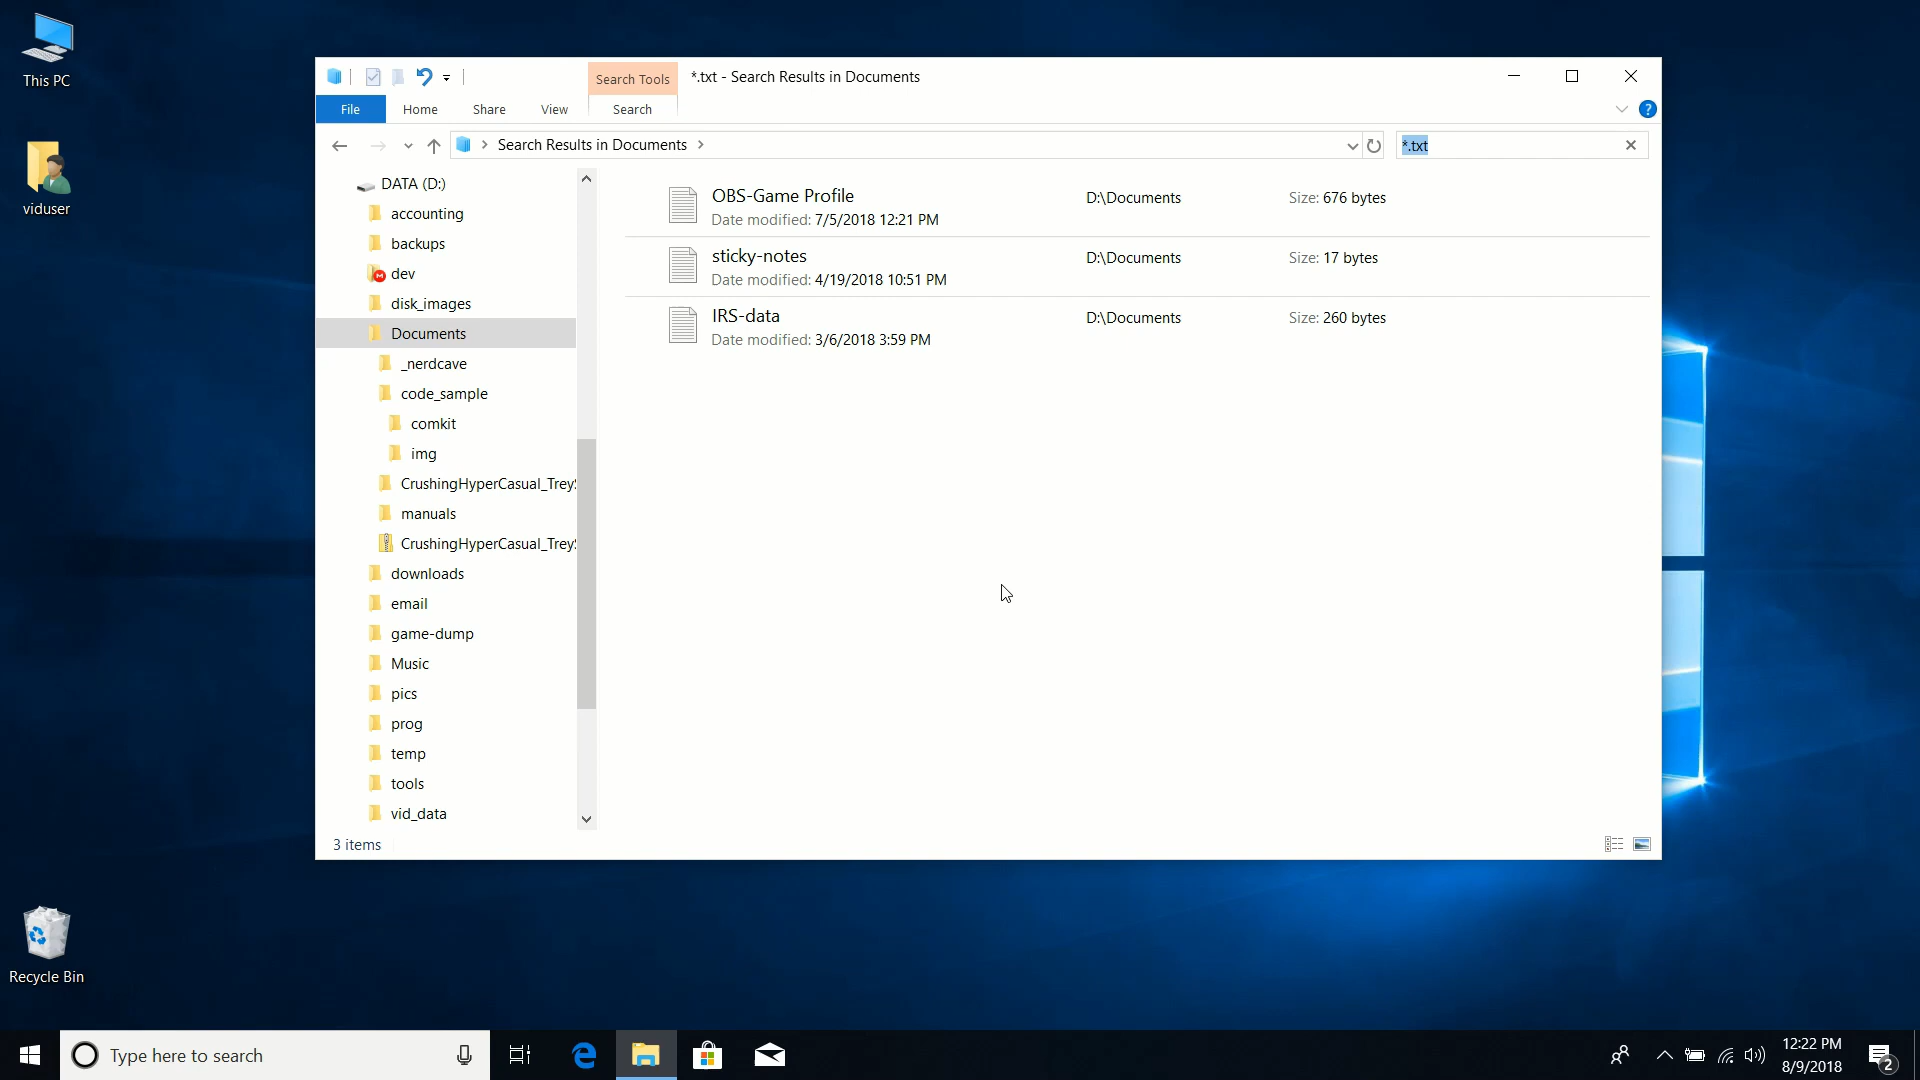 This PC
viduser
Recycle Bin
Search Tools
*.txt - Search Results in Documents
File
Home
Share
View
Search
?
Search Results in Documents
*.txt
DATA (D:)
accounting
backups
dev
disk_images
Documents
_nerdcave
code_sample
comkit
img
CrushingHyperCasual_Trey
manuals
CrushingHyperCasual_Trey
downloads
email
game-dump
Music
pics
prog
temp
tools
vid_data
OBS-Game Profile
D:\Documents
Size: 676 bytes
Date modified: 7/5/2018 12:21 PM
sticky-notes
D:\Documents
Size: 17 bytes
Date modified: 4/19/2018 10:51 PM
IRS-data
D:\Documents
Size: 260 bytes
Date modified: 3/6/2018 3:59 PM
3 items
Type here to search
12:22 PM
8/9/2018
2